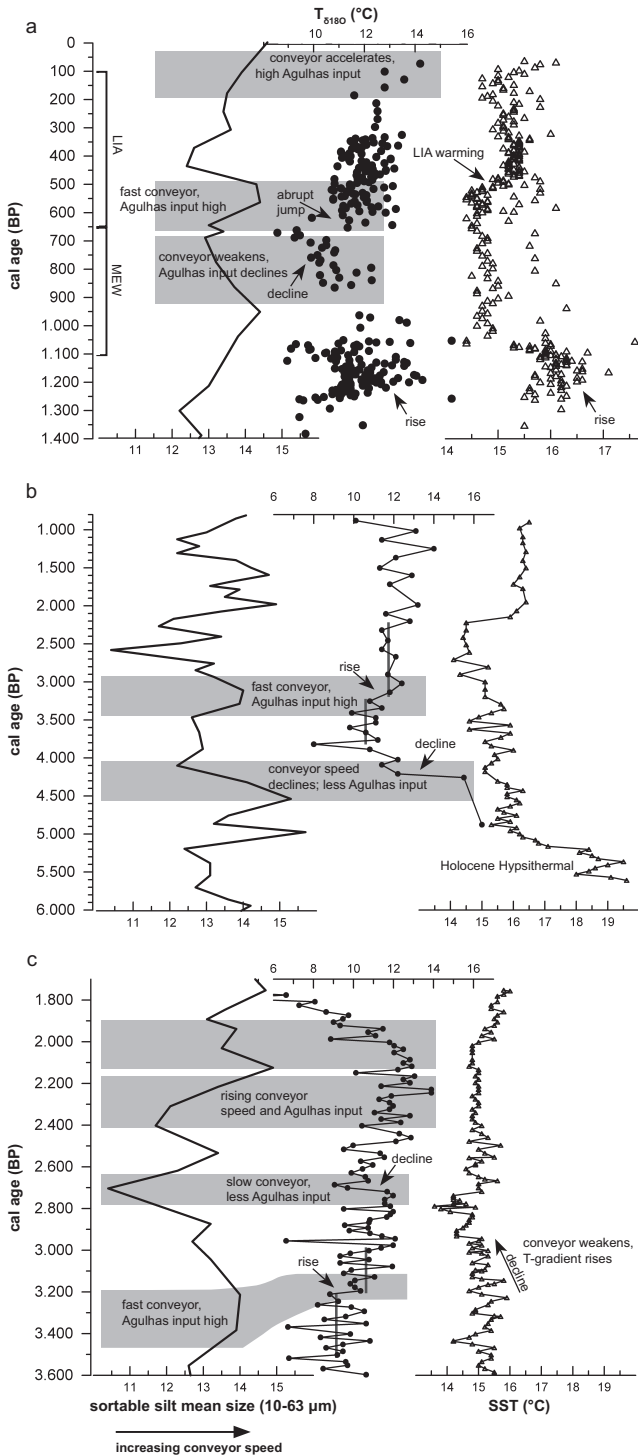 a
T δ18O (°C)
6 8 10 12 14 16
0
100
200
300
400
500
600
700
800
900
1.000
1.100
1.200
1.300
1.400
cal age (BP)
LIA
MEW
conveyor accelerates,
high Agulhas input
fast conveyor,
Agulhas input high
abrupt
jump
LIA warming
conveyor weakens,
Agulhas input declines
decline
rise
rise
11 12 13 14 15
14 15 16 17
b
6 8 10 12 14 16
1.000
1.500
2.000
2.500
3.000
3.500
4.000
4.500
5.000
5.500
6.000
cal age (BP)
rise
fast conveyor,
Agulhas input high
decline
conveyor speed
declines; less Agulhas input
Holocene Hypsithermal
11 12 13 14 15
14 15 16 17 18 19
c
6 8 10 12 14 16
1.800
2.000
2.200
2.400
2.600
2.800
3.000
3.200
3.400
3.600
cal age (BP)
rising conveyor
speed and Agulhas input
decline
slow conveyor,
less Agulhas input
conveyor weakens,
T-gradient rises
decline
rise
fast conveyor,
Agulhas input high
11 12 13 14 15
14 15 16 17 18 19
sortable silt mean size (10-63 µm)
SST (°C)
increasing conveyor speed